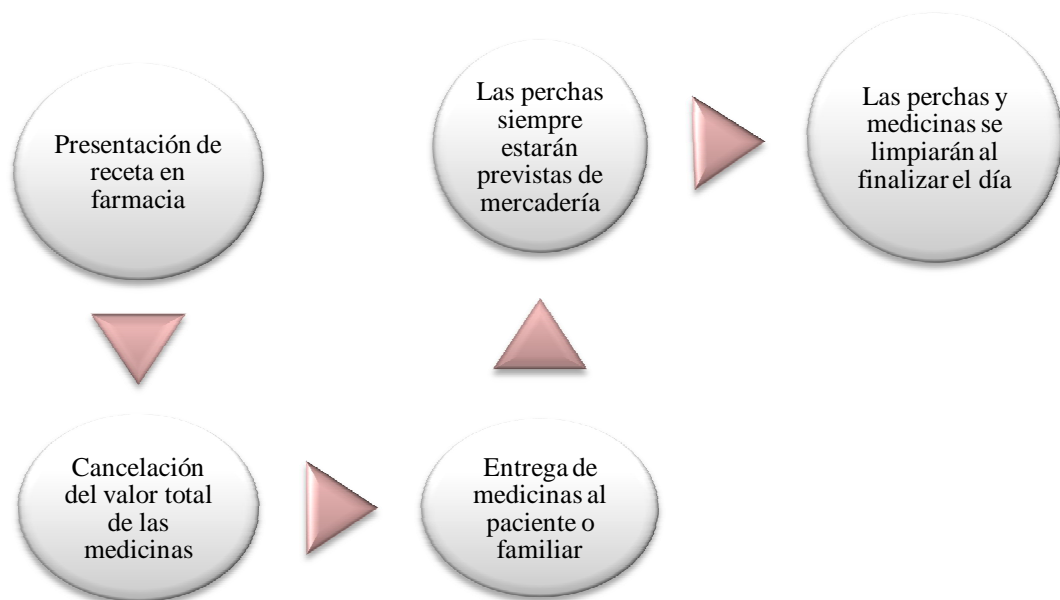 Presentación de
receta en
farmacia
Cancelación
del valor total
de las
medicinas
Entrega de
medicinas al
paciente o
familiar
Las perchas
siempre
estarán
previstas de
mercadería
Las perchas y
medicinas se
limpiarán al
finalizar el día